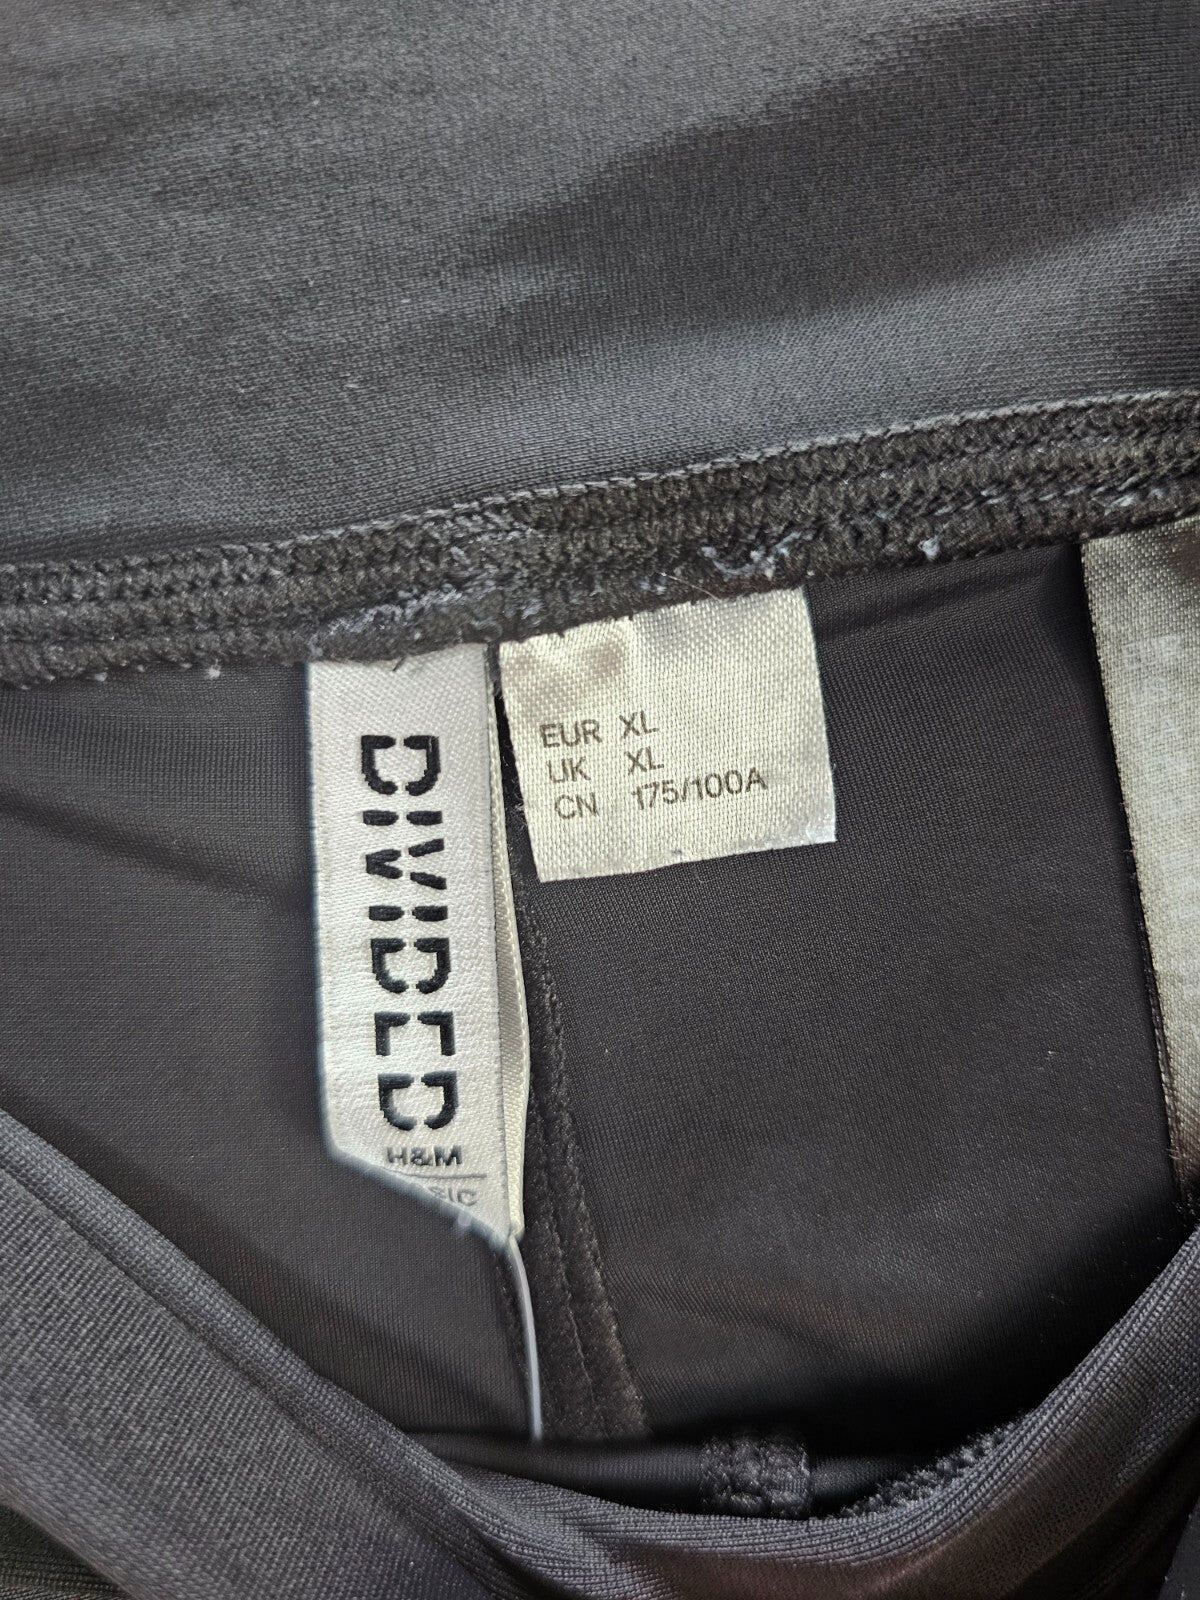 DIVIDED
H&M
EUR XL
UK XL
CN 175/100A